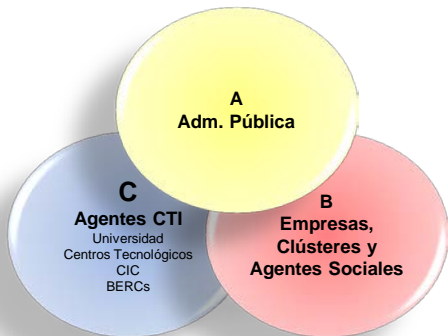 A
Adm. Pública
C
Agentes CTI
Universidad
Centros Tecnológicos
CIC
BERCs
B
Empresas,
Clústeres y
Agentes Sociales